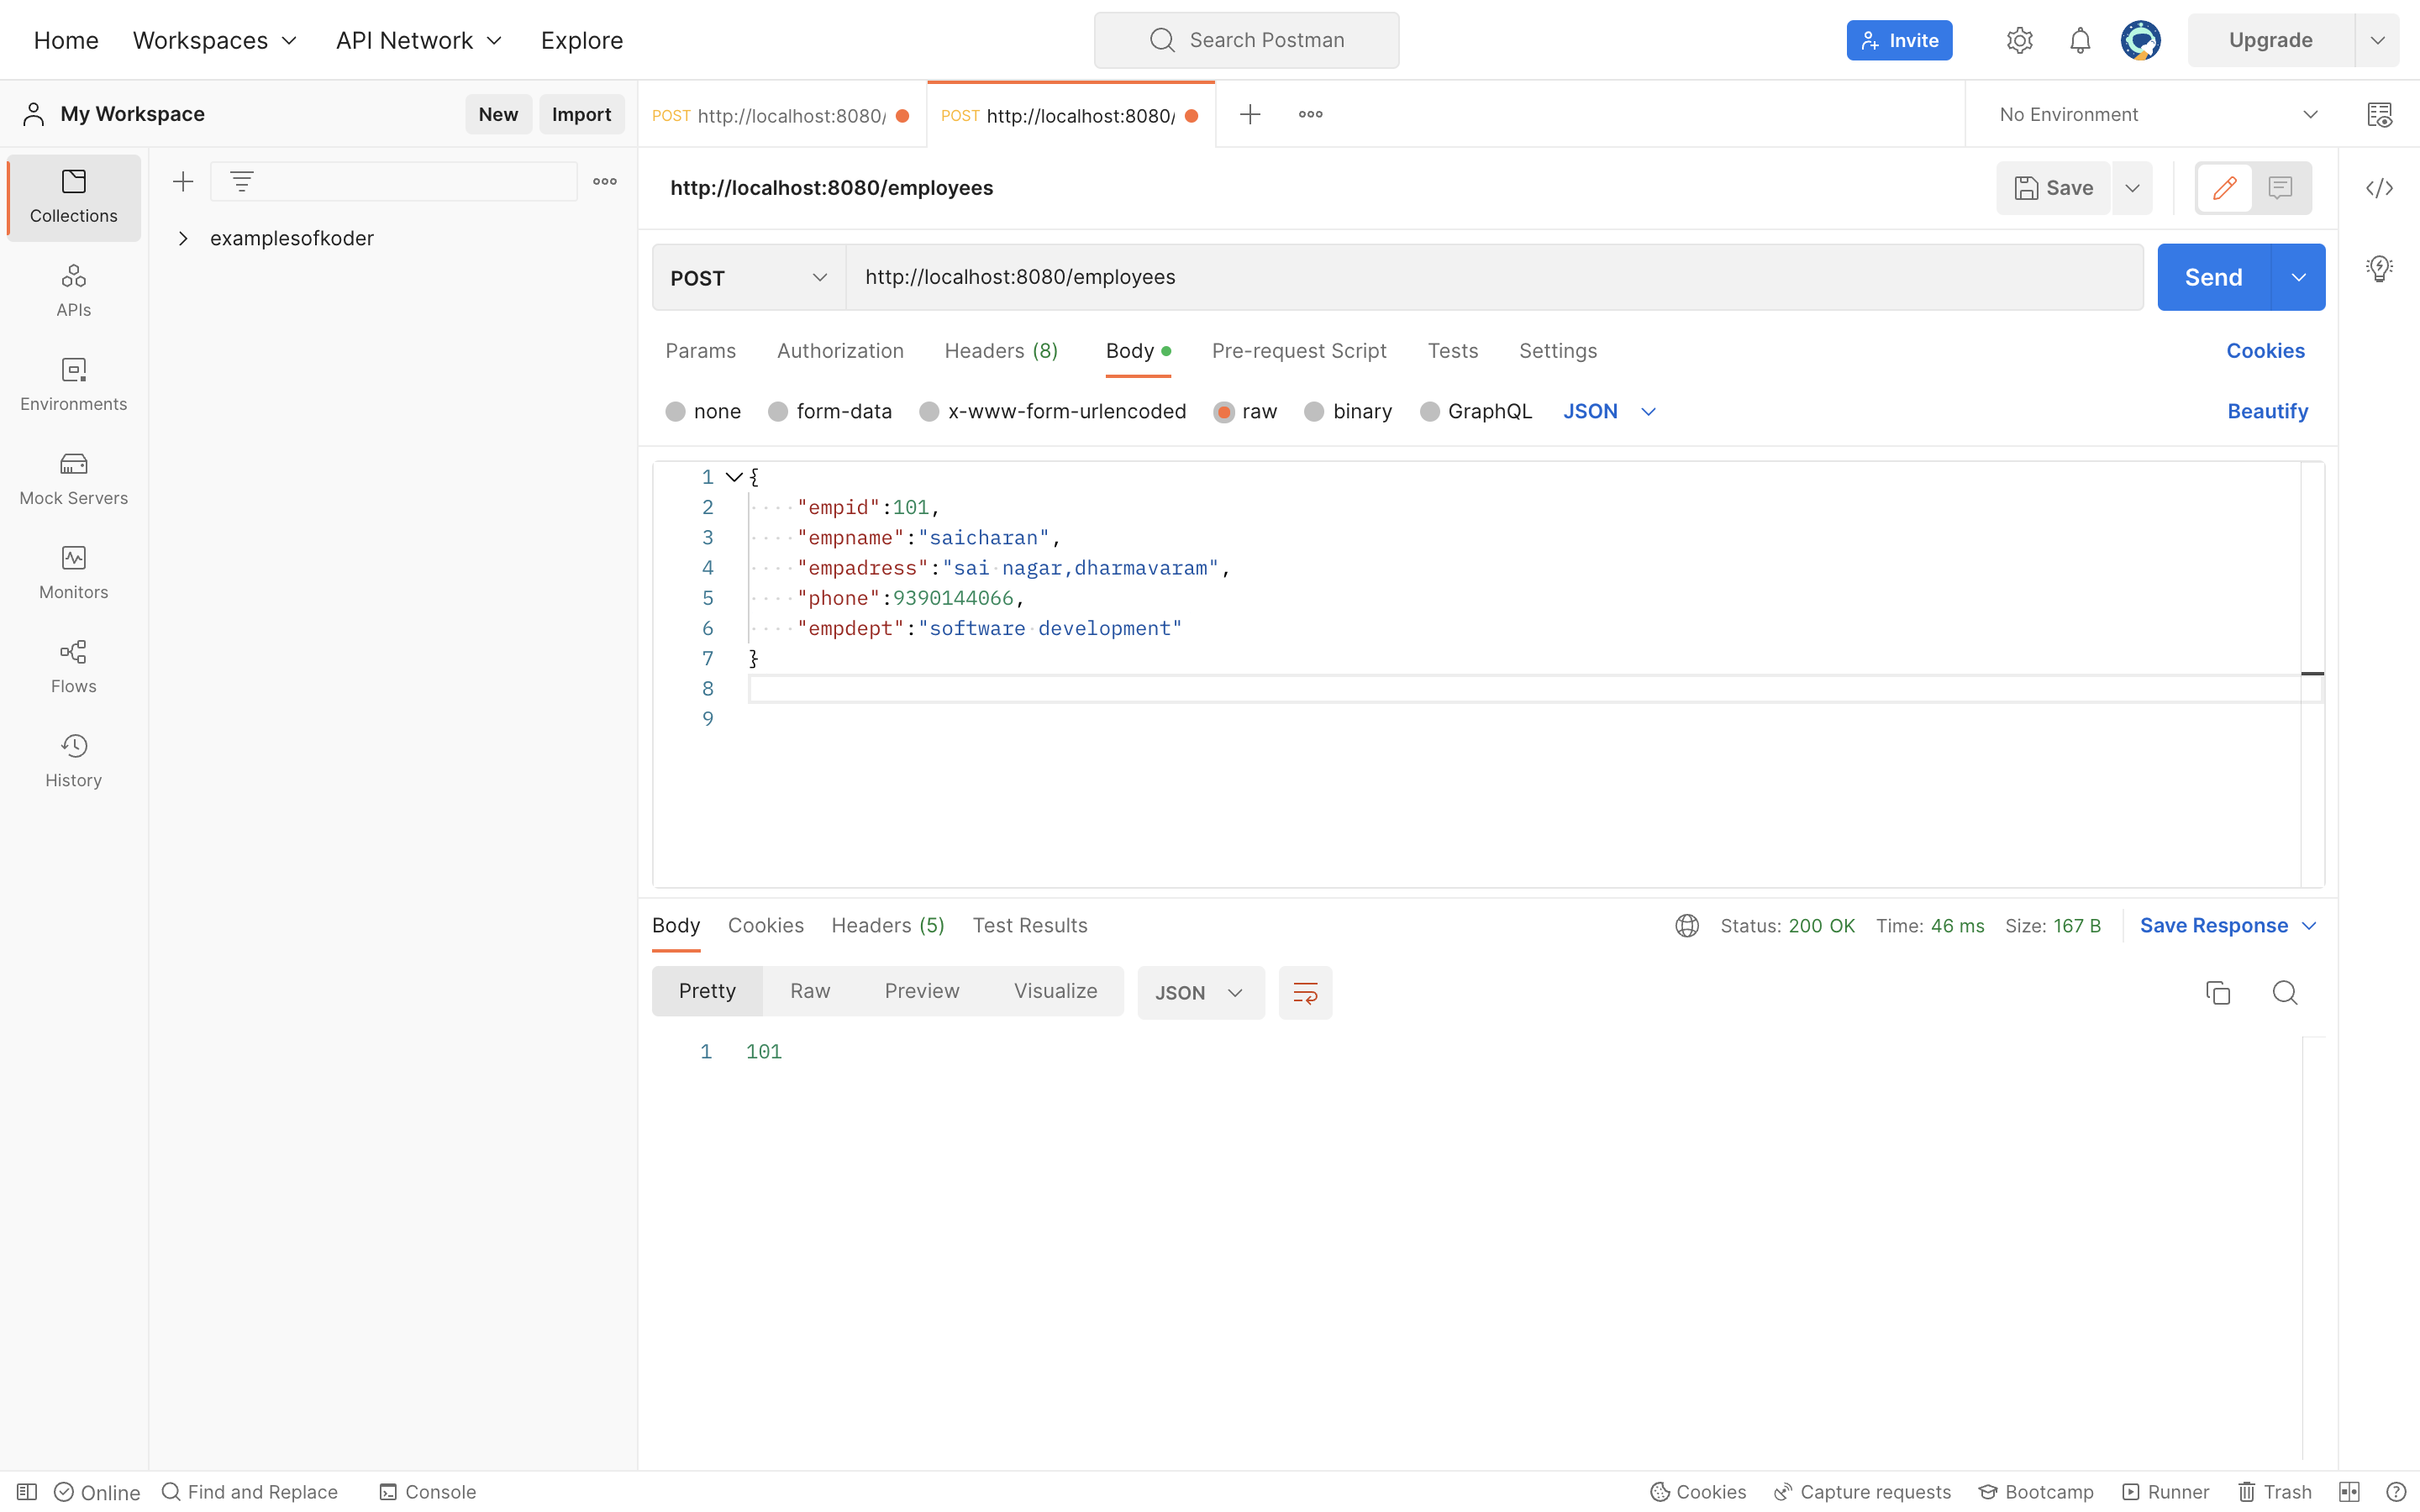 Home Workspaces API Network Explore Search Postman Invite Upgrade
My Workspace New Import POST http://localhost:8080/ POST http://localhost:8080/ No Environment
Collections
APIs
Environments
Mock Servers
Monitors
Flows
History
examplesofkoder
http://localhost:8080/employees Save
POST http://localhost:8080/employees Send
Params Authorization Headers (8) Body Pre-request Script Tests Settings Cookies
none form-data x-www-form-urlencoded raw binary GraphQL JSON Beautify
1 {
2 "empid":101,
3 "empname":"saicharan",
4 "empadress":"sai nagar,dharmavaram",
5 "phone":9390144066,
6 "empdept":"software development"
7 }
8
9
Body Cookies Headers (5) Test Results Status: 200 OK Time: 46 ms Size: 167 B Save Response
Pretty Raw Preview Visualize JSON
1 101
Online Find and Replace Console Cookies Capture requests Bootcamp Runner Trash